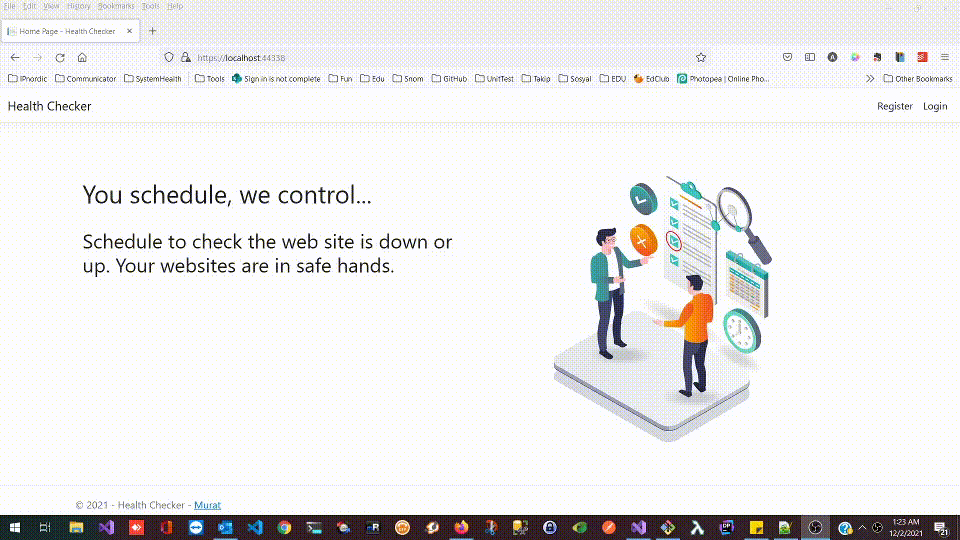 File Edit View History Bookmarks Tools Help
Home Page - Health Checker
https://localhost:44338
IPnordic Communicator SystemHealth Tools Sign in is not complete Fun Edu Snom GitHub UnitTest Takip Sosyal EDU EdClub Photopea | Online Pho... Other Bookmarks
Health Checker Register Login
You schedule, we control...
Schedule to check the web site is down or
up. Your websites are in safe hands.
© 2021 - Health Checker - Murat
1:23 AM
12/2/2021
21